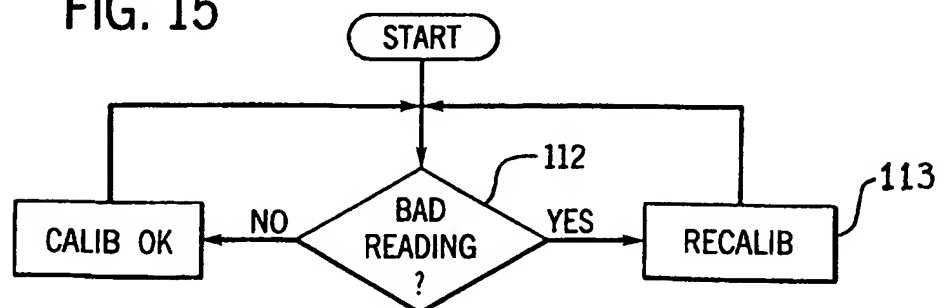 FIG. 15
START
112
113
NO
BAD
READING
?
YES
CALIB OK
RECALIB